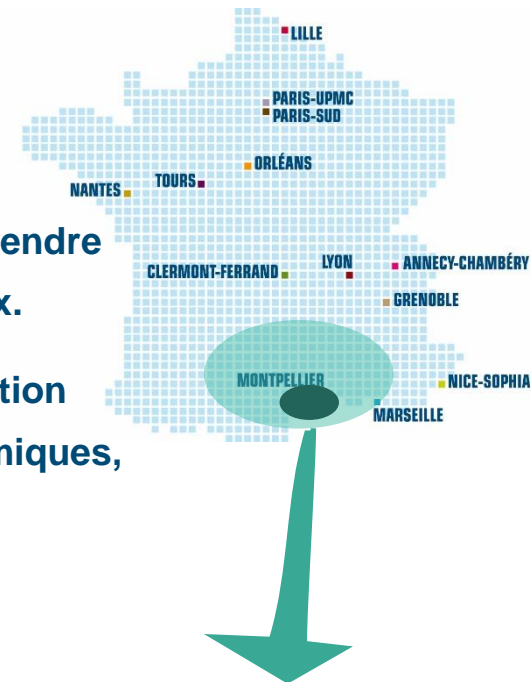 LILLE
PARIS-UPMC
PARIS-SUD
ORLÉANS
TOURS
NANTES
endre
LYON
ANNECY-CHAMBÉRY
CLERMONT-FERRAND
x.
GRENOBLE
tion
MONTPELLIER
NICE-SOPHIA
MARSEILLE
miques,